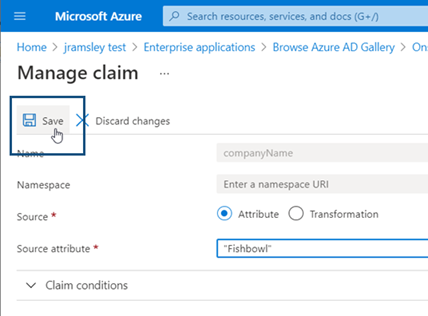 Microsoft Azure
Search resources, services, and docs (G+/)
Home > jramsley test > Enterprise applications > Browse Azure AD Gallery > On
Manage claim ...
Save
Discard changes
Name
companyName
Namespace
Enter a namespace URI
Source *
Attribute
Transformation
Source attribute *
"Fishbowl"
Claim conditions